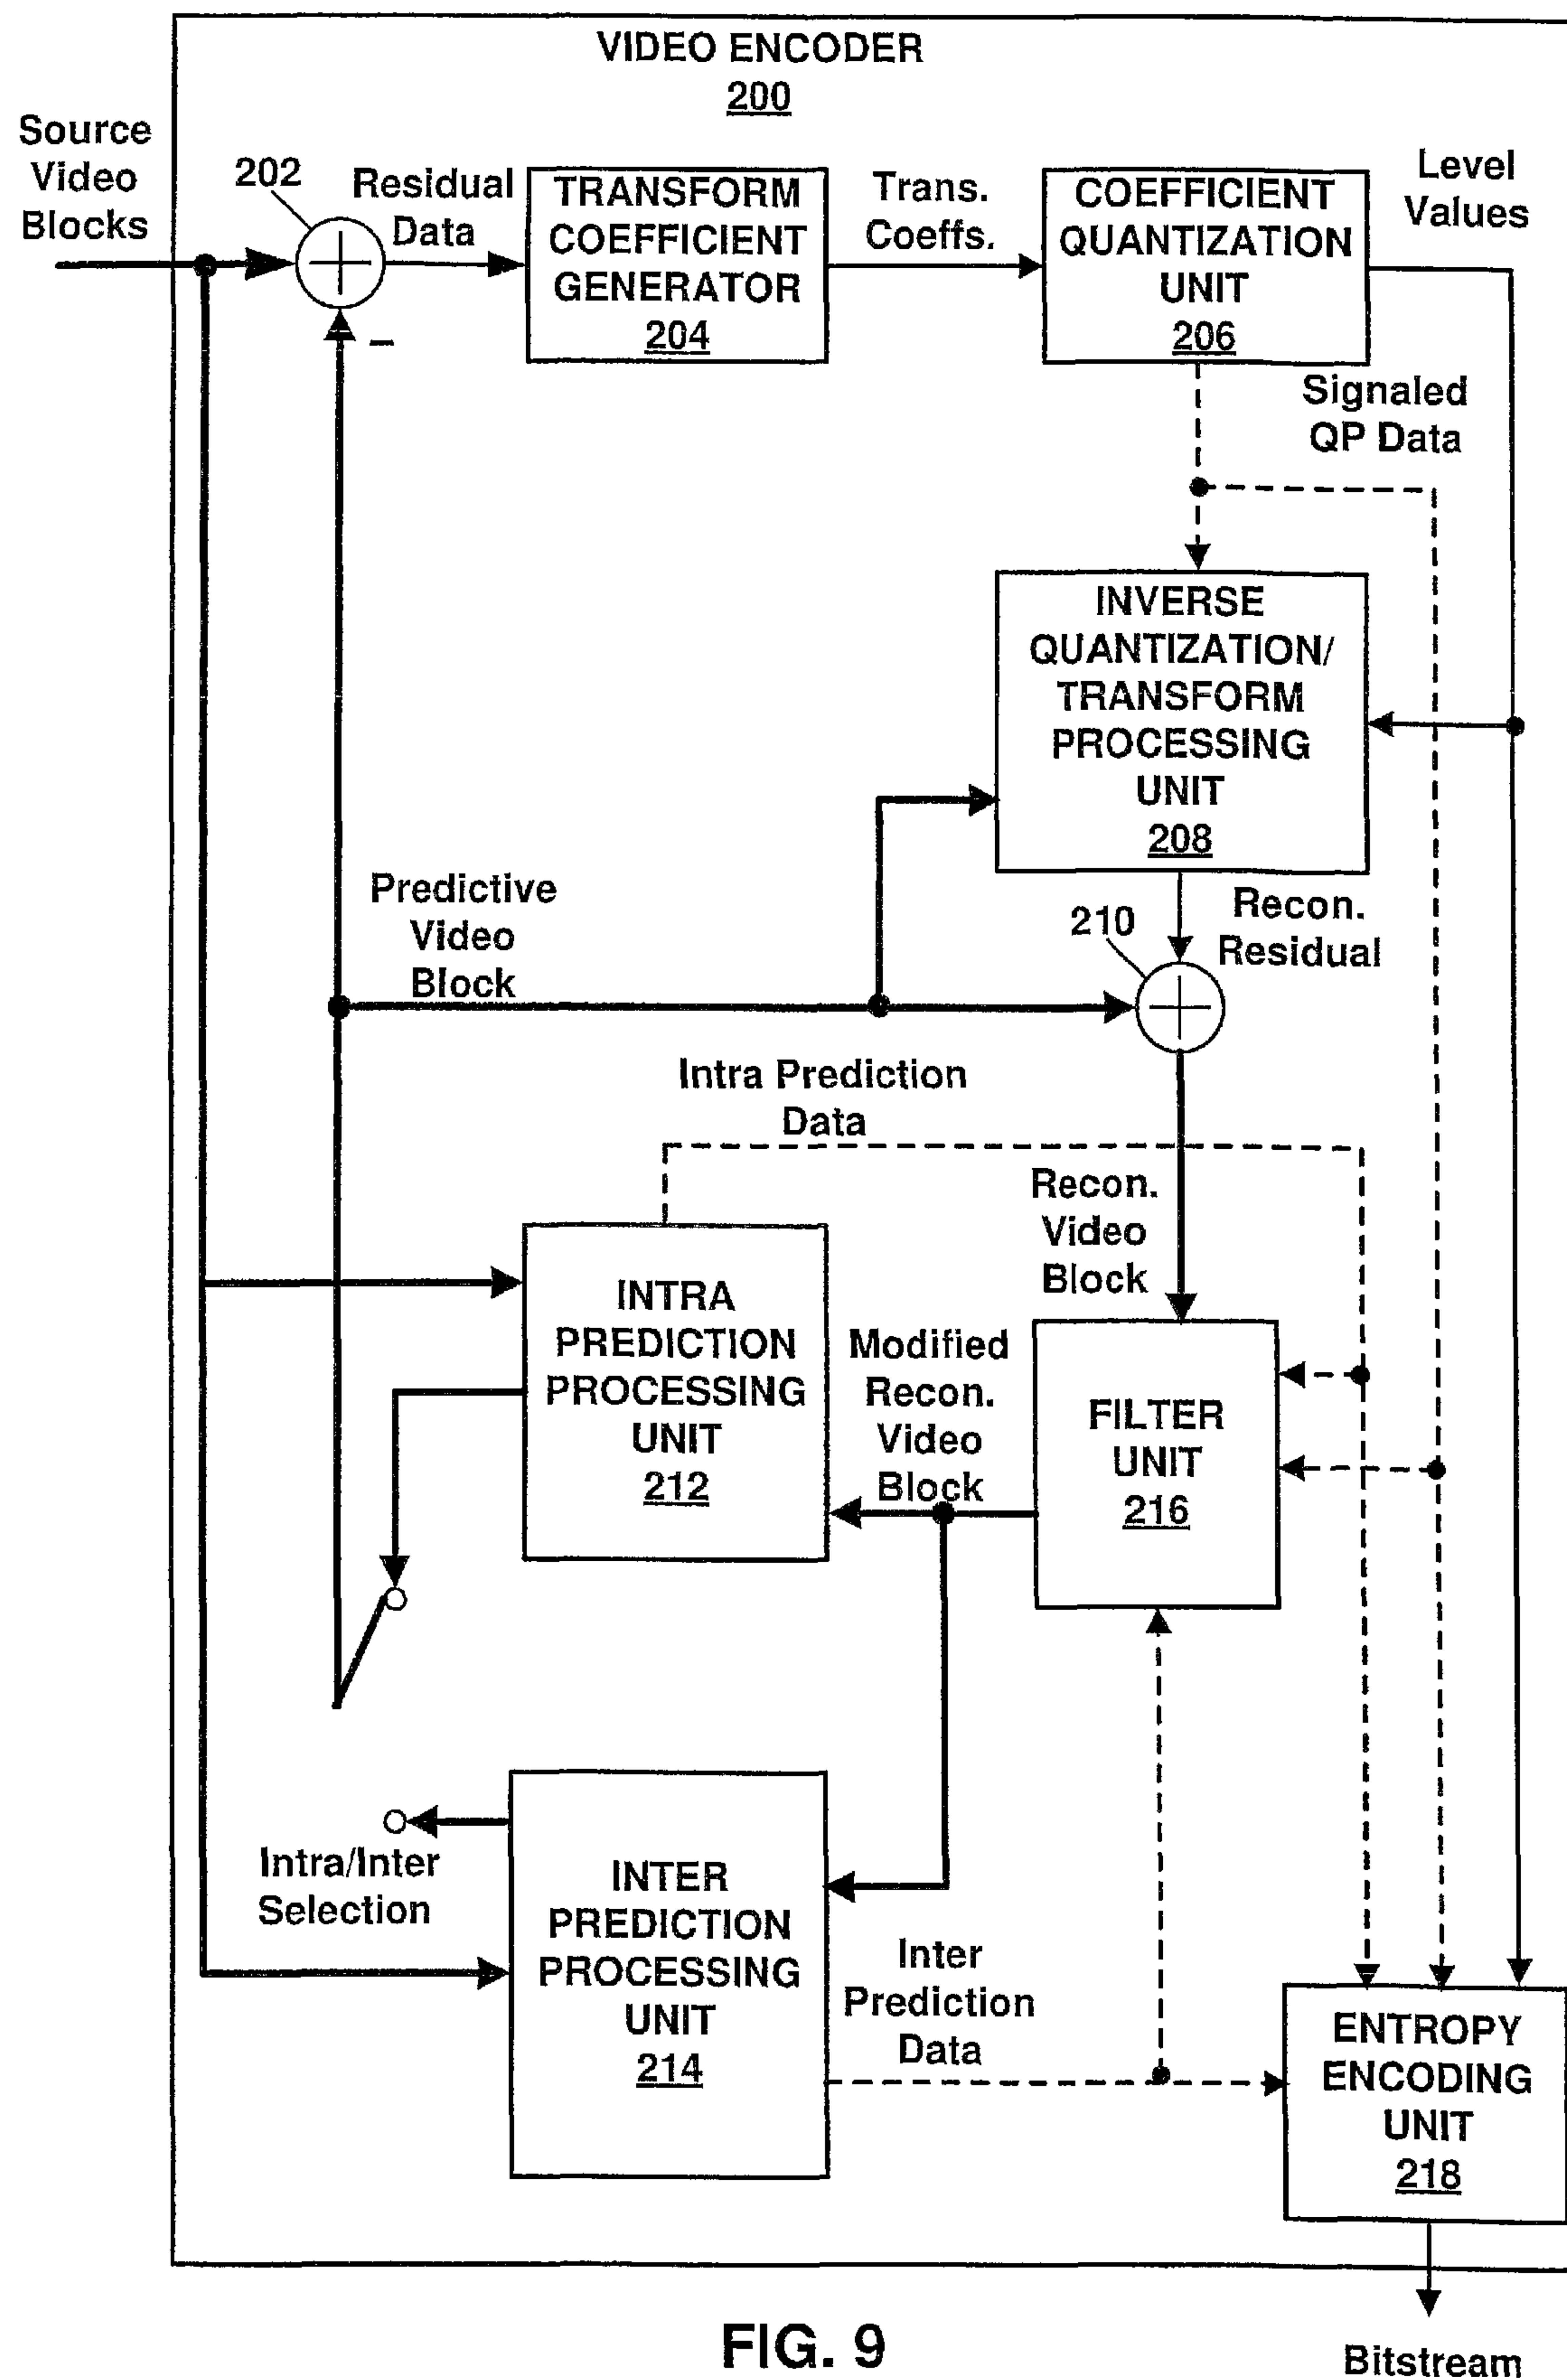 VIDEO ENCODER
200
Source
Video
Blocks
202
Residual
Data
TRANSFORM
COEFFICIENT
GENERATOR
204
Trans.
Coeffs.
COEFFICIENT
QUANTIZATION
UNIT
206
Level
Values
Signaled
QP Data
INVERSE
QUANTIZATION/
TRANSFORM
PROCESSING
UNIT
208
Predictive
Video
Block
210
Recon.
Residual
Intra Prediction
Data
Recon.
Video
Block
INTRA
PREDICTION
PROCESSING
UNIT
212
Modified
Recon.
Video
Block
FILTER
UNIT
216
Intra/Inter
Selection
INTER
PREDICTION
PROCESSING
UNIT
214
Inter
Prediction
Data
ENTROPY
ENCODING
UNIT
218
FIG. 9
Bitstream